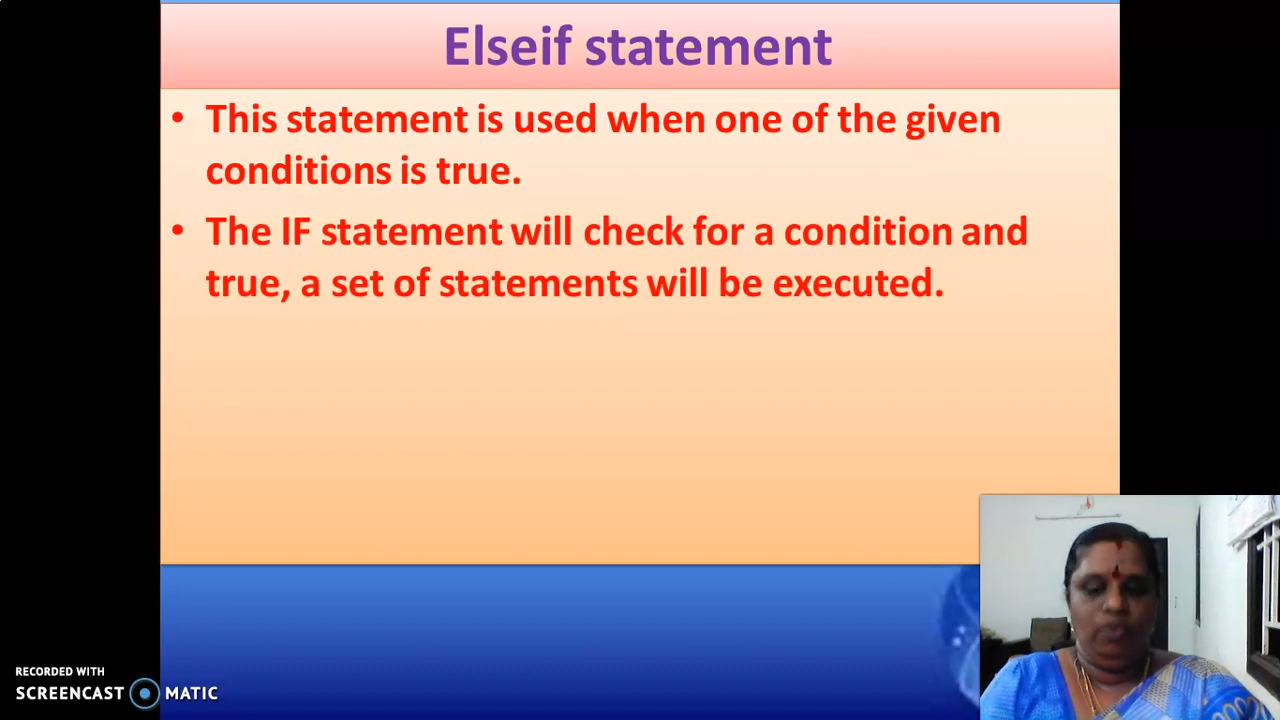 Elseif statement
• This statement is used when one of the given
conditions is true.
• The IF statement will check for a condition and
true, a set of statements will be executed.
RECORDED WITH
SCREENCAST MATIC